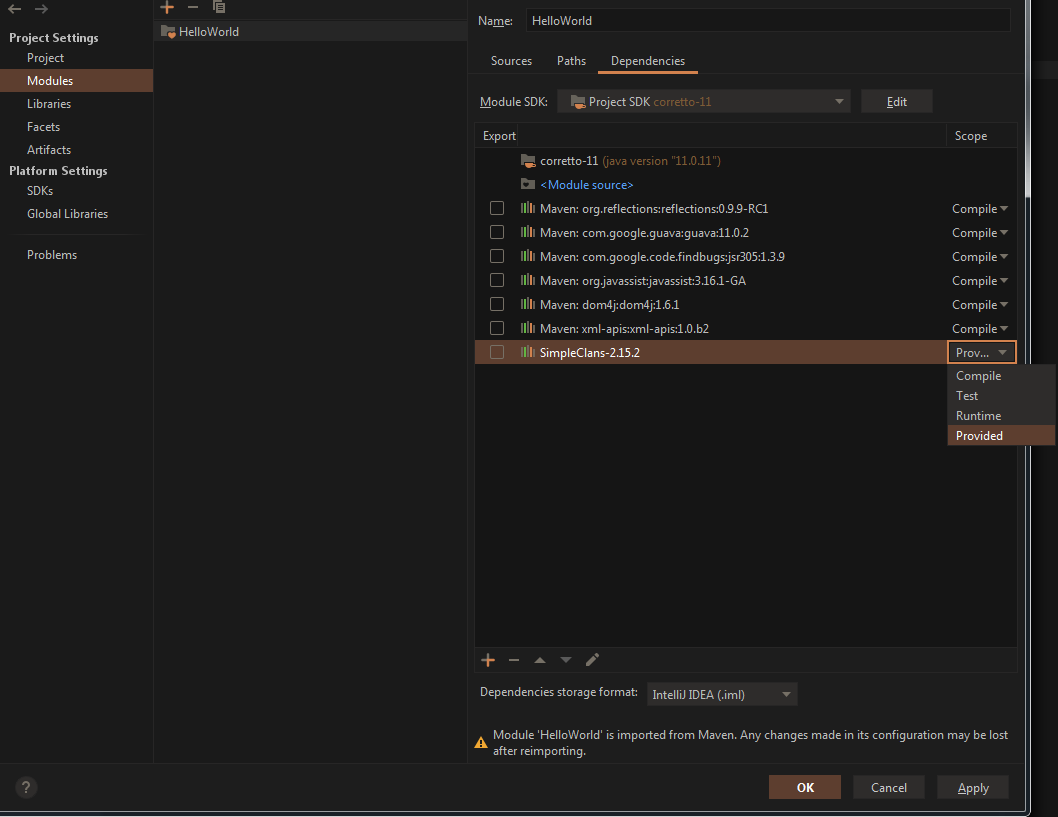 Project Settings
Project
Modules
Libraries
Facets
Artifacts
Platform Settings
SDKs
Global Libraries
Problems
HelloWorld
Name: HelloWorld
Sources Paths Dependencies
Module SDK: Project SDK corretto-11 Edit
Export Scope
corretto-11 (java version "11.0.11")
<Module source>
Maven: org.reflections:reflections:0.9.9-RC1 Compile
Maven: com.google.guava:guava:11.0.2 Compile
Maven: com.google.code.findbugs:jsr305:1.3.9 Compile
Maven: org.javassist:javassist:3.16.1-GA Compile
Maven: dom4j:dom4j:1.6.1 Compile
Maven: xml-apis:xml-apis:1.0.b2 Compile
SimpleClans-2.15.2 Prov...
Compile
Test
Runtime
Provided
Dependencies storage format: IntelliJ IDEA (.iml)
Module 'HelloWorld' is imported from Maven. Any changes made in its configuration may be lost
after reimporting.
? OK Cancel Apply